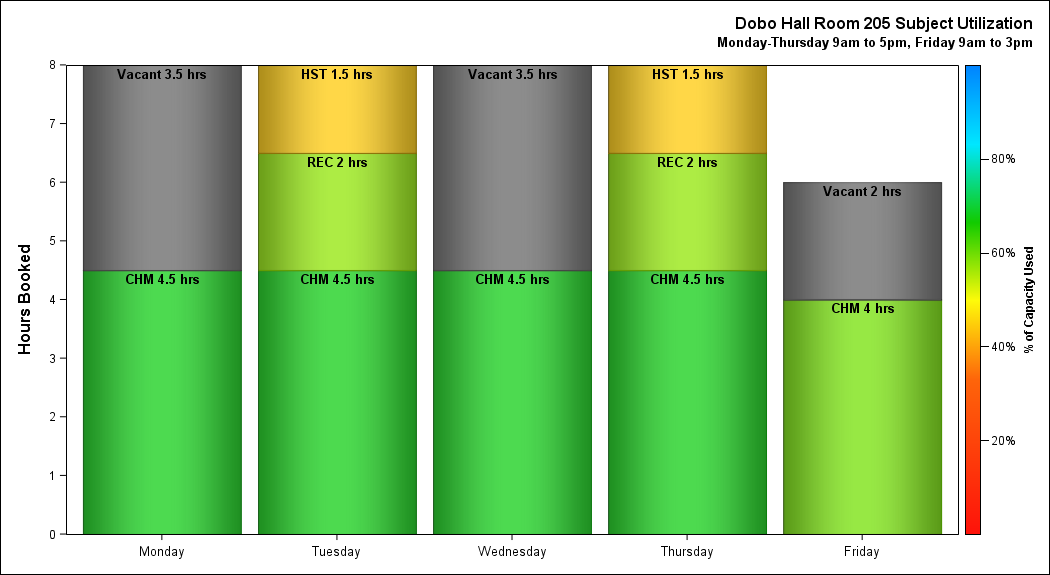 Dobo Hall Room 205 Subject Utilization
Monday-Thursday 9am to 5pm, Friday 9am to 3pm
Hours Booked
8
7
6
5
4
3
2
1
0
Vacant 3.5 hrs
CHM 4.5 hrs
HST 1.5 hrs
REC 2 hrs
CHM 4.5 hrs
Vacant 3.5 hrs
CHM 4.5 hrs
HST 1.5 hrs
REC 2 hrs
CHM 4.5 hrs
Vacant 2 hrs
CHM 4 hrs
Monday
Tuesday
Wednesday
Thursday
Friday
80%
60%
40%
20%
% of Capacity Used